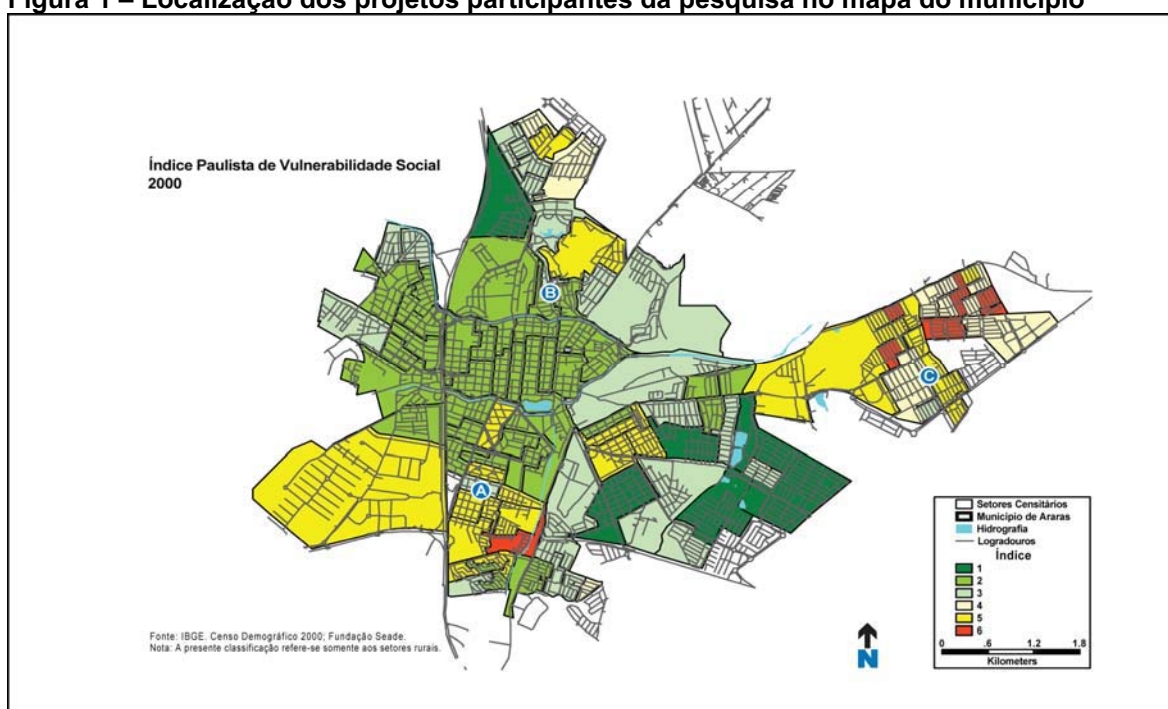 Figura 1 – Localização dos projetos participantes da pesquisa no mapa do município
Índice Paulista de Vulnerabilidade Social
2000
B
C
A
Setores Censitários
Município de Araras
Hidrografia
Logradouros
Índice
1
2
3
4
5
6
Fonte: IBGE. Censo Demográfico 2000; Fundação Seade.
Nota: A presente classificação refere-se somente aos setores rurais.
N
0 .6 1.2 1.8
Kilometers